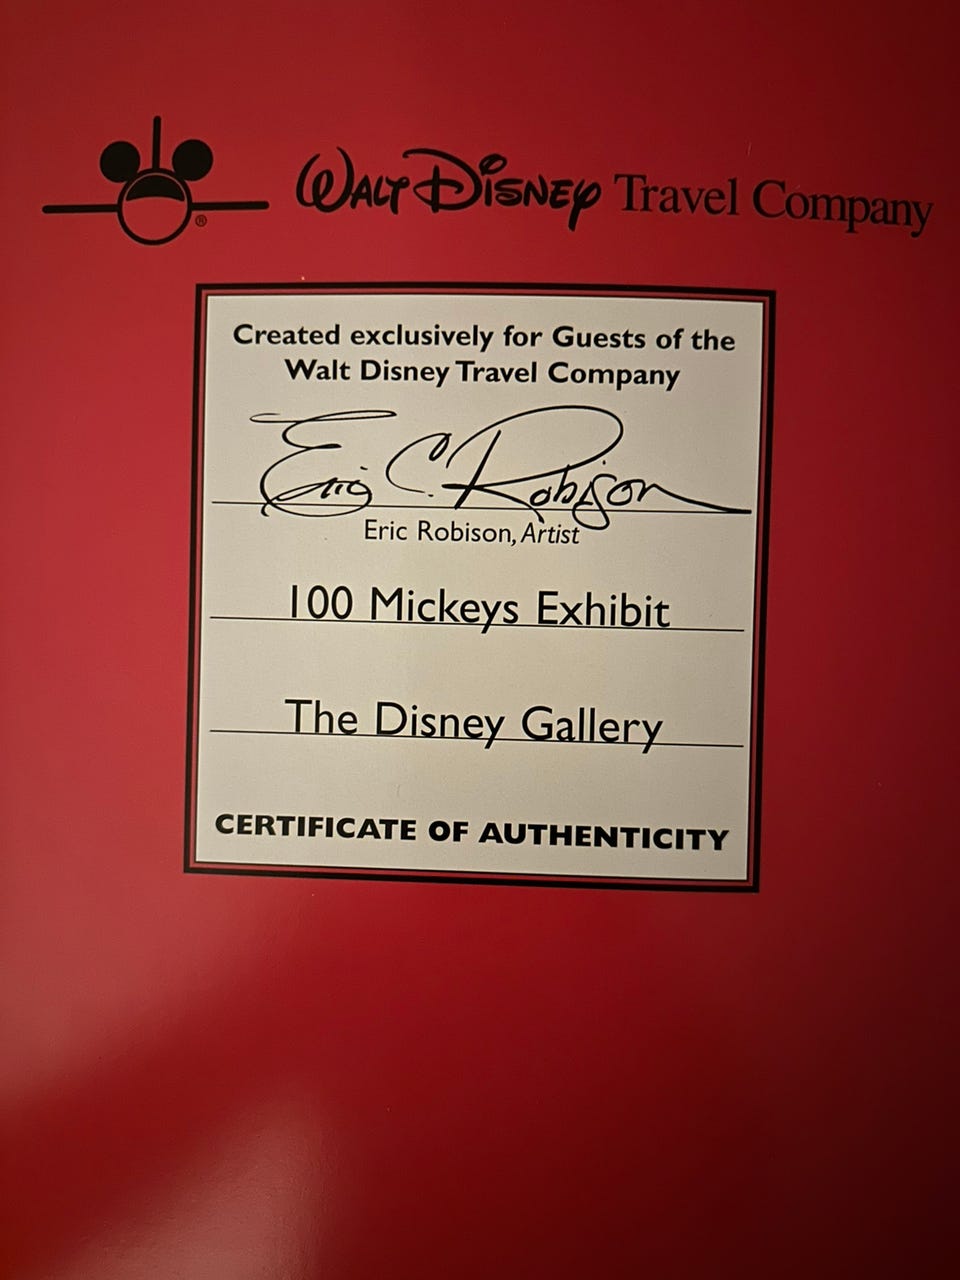 ® WALT DISNEY Travel Company
Created exclusively for Guests of the
Walt Disney Travel Company
Eric C. Robison
Eric Robison, Artist
100 Mickeys Exhibit
The Disney Gallery
CERTIFICATE OF AUTHENTICITY